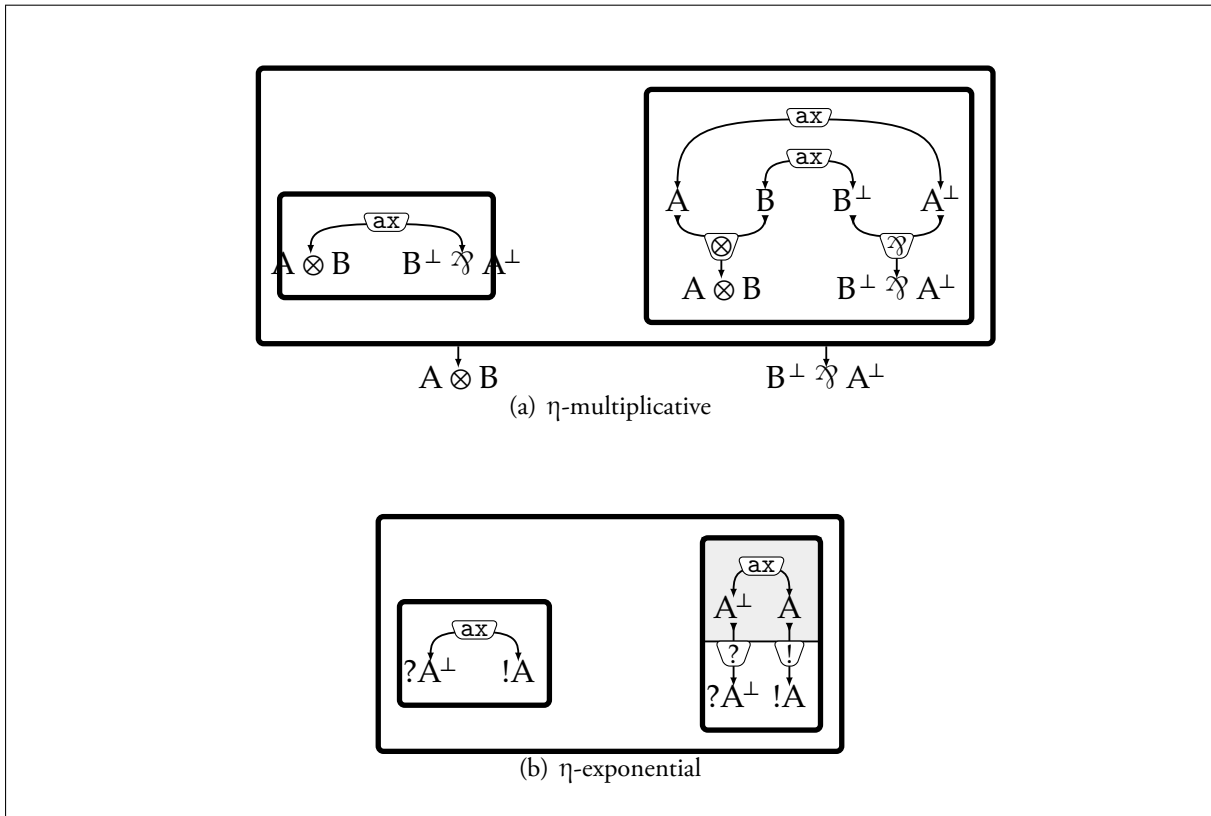 ax
ax
A B B⊥ A⊥
ax
⊗ ⅋
A ⊗ B B⊥ ⅋ A⊥
A ⊗ B B⊥ ⅋ A⊥
A ⊗ B B⊥ ⅋ A⊥
(a) η-multiplicative
ax
A⊥ A
ax
? !
?A⊥ !A
?A⊥ !A
(b) η-exponential